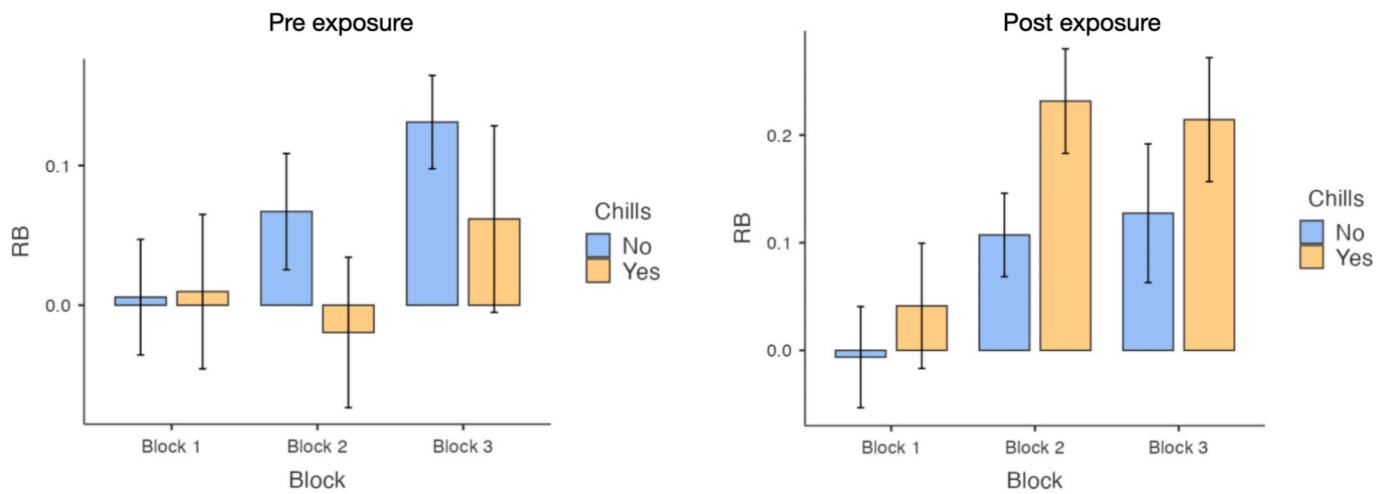 Pre exposure
RB
0.1
0.0
Block 1
Block 2
Block 3
Block
Chills
No
Yes
Post exposure
RB
0.2
0.1
0.0
Block 1
Block 2
Block 3
Block
Chills
No
Yes